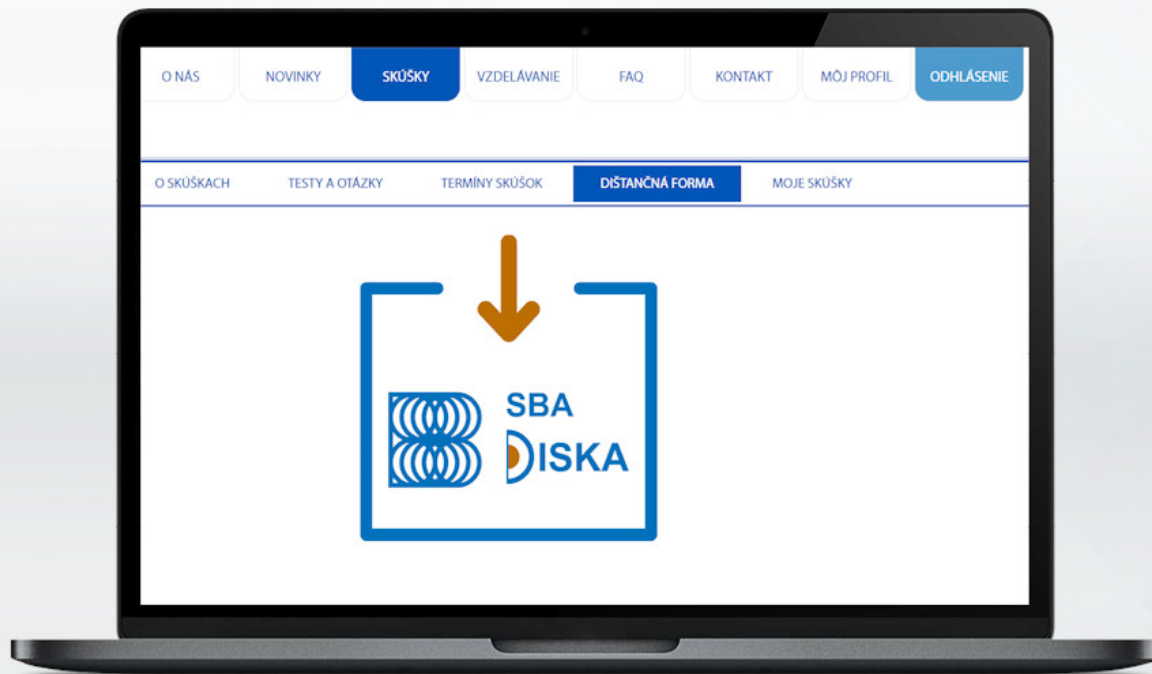 O NÁS NOVINKY SKÚŠKY VZDELÁVANIE FAQ KONTAKT MÔJ PROFIL ODHLÁSENIE
O SKÚŠKACH TESTY A OTÁZKY TERMÍNY SKÚŠOK DIŠTANČNÁ FORMA MOJE SKÚŠKY
SBA
DISKA